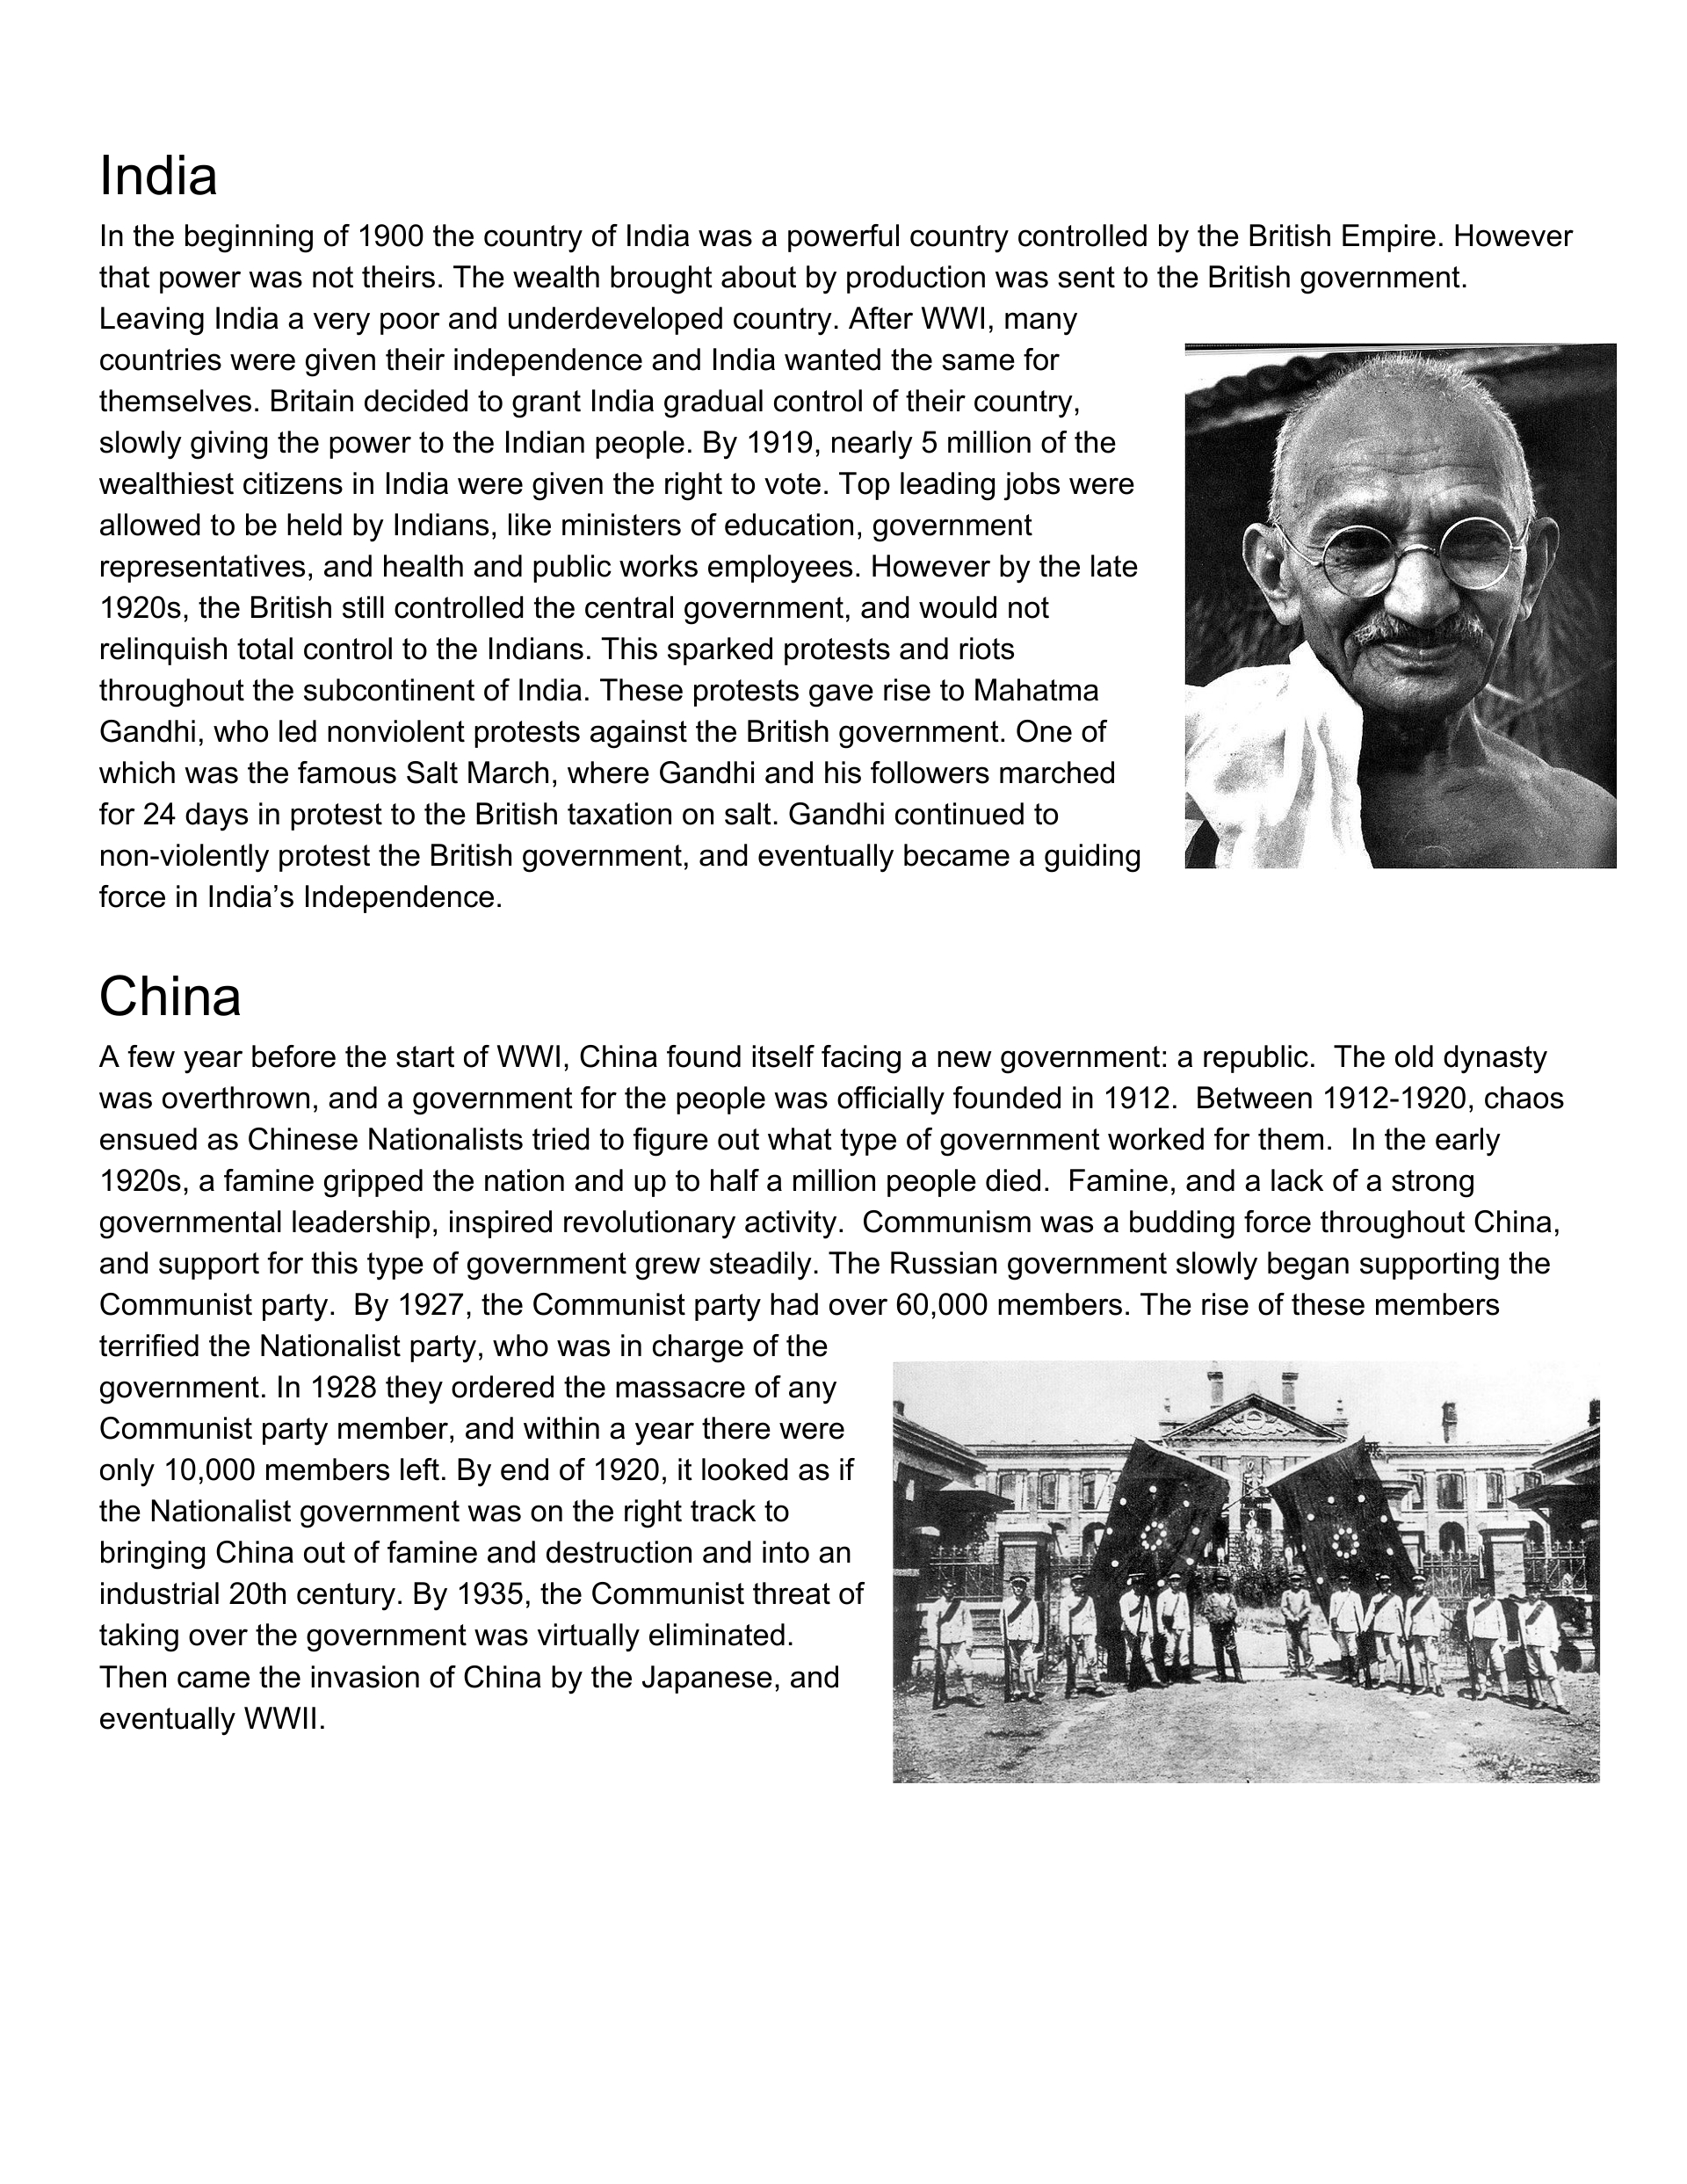 India
In the beginning of 1900 the country of India was a powerful country controlled by the British Empire. However
that power was not theirs. The wealth brought about by production was sent to the British government.
Leaving India a very poor and underdeveloped country. After WWI, many
countries were given their independence and India wanted the same for
themselves. Britain decided to grant India gradual control of their country,
slowly giving the power to the Indian people. By 1919, nearly 5 million of the
wealthiest citizens in India were given the right to vote. Top leading jobs were
allowed to be held by Indians, like ministers of education, government
representatives, and health and public works employees. However by the late
1920s, the British still controlled the central government, and would not
relinquish total control to the Indians. This sparked protests and riots
throughout the subcontinent of India. These protests gave rise to Mahatma
Gandhi, who led nonviolent protests against the British government. One of
which was the famous Salt March, where Gandhi and his followers marched
for 24 days in protest to the British taxation on salt. Gandhi continued to
non-violently protest the British government, and eventually became a guiding
force in India’s Independence.
China
A few year before the start of WWI, China found itself facing a new government: a republic.  The old dynasty
was overthrown, and a government for the people was officially founded in 1912.  Between 1912-1920, chaos
ensued as Chinese Nationalists tried to figure out what type of government worked for them.  In the early
1920s, a famine gripped the nation and up to half a million people died.  Famine, and a lack of a strong
governmental leadership, inspired revolutionary activity.  Communism was a budding force throughout China,
and support for this type of government grew steadily. The Russian government slowly began supporting the
Communist party.  By 1927, the Communist party had over 60,000 members. The rise of these members
terrified the Nationalist party, who was in charge of the
government. In 1928 they ordered the massacre of any
Communist party member, and within a year there were
only 10,000 members left. By end of 1920, it looked as if
the Nationalist government was on the right track to
bringing China out of famine and destruction and into an
industrial 20th century. By 1935, the Communist threat of
taking over the government was virtually eliminated.
Then came the invasion of China by the Japanese, and
eventually WWII.